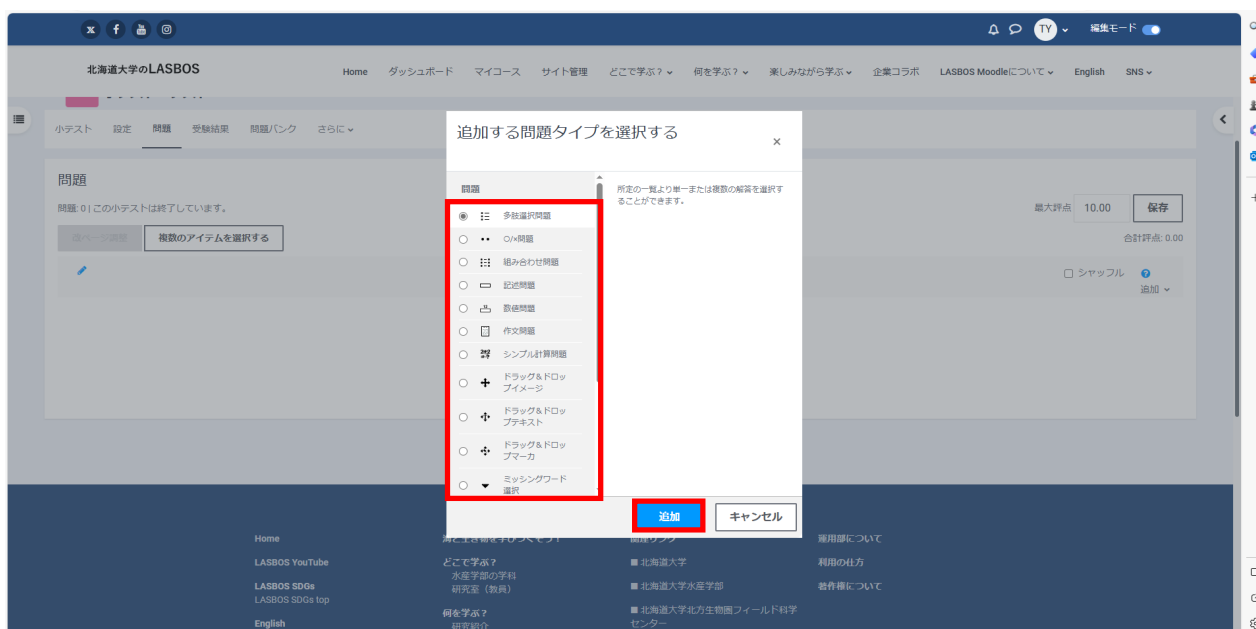 TY
編集モード
北海道大学のLASBOS
Home ダッシュボード マイコース サイト管理 どこで学ぶ? 何を学ぶ? 楽しみながら学ぶ 企業コラボ LASBOS Moodleについて English SNS
小テスト 設定 問題 受験結果 問題バンク さらに
問題
問題: 0 | この小テストは終了しています。
最大評点 10.00 保存
改ページ調整 複数のアイテムを選択する
合計評点: 0.00
シャッフル
追加
追加する問題タイプを選択する
×
問題
所定の一覧より単一または複数の解答を選択す
ることができます。
多肢選択問題
○/×問題
組み合わせ問題
記述問題
数値問題
作文問題
シンプル計算問題
ドラッグ&ドロッ
プイメージ
ドラッグ&ドロッ
プテキスト
ドラッグ&ドロッ
プマーカ
ミッシングワード
選択
追加 キャンセル
Home
LASBOS YouTube
LASBOS SDGs
LASBOS SDGs top
English
どこで学ぶ?
水産学部の学科
研究室(教員)
何を学ぶ?
研究紹介
関連リンク
■北海道大学
■北海道大学水産学部
■北海道大学北方生物圏フィールド科学
センター
運用部について
利用の仕方
著作権について